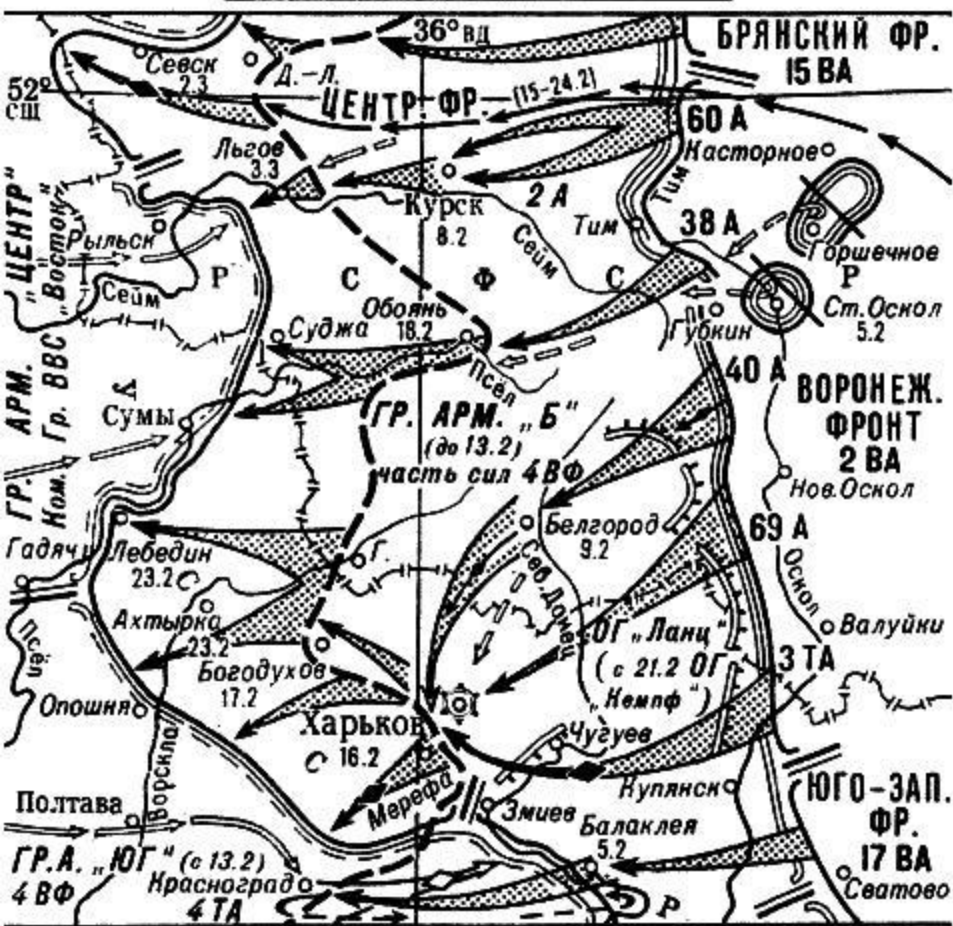 36° ВД
БРЯНСКИЙ ФР.
15 ВА
Севск
2.3
Д.-Л.
52°
СШ
ЦЕНТР. ФР.
(15-24.2)
60 А
Касторное
Льгов
3.3
Тим
Курск
8.2
2 А
Тим
38 А
Горшечное
ГР. АРМ. „ЦЕНТР"
Ком. Гр. ВВС „Восток"
Рыльск
Сейм
Сейм
Р С Ф С Р
Обоянь
18.2
Суджа
Губкин
Ст.Оскол
5.2
Псёл
40 А
Сумы
ГР. АРМ. „Б"
(до 13.2)
часть сил 4 ВФ
ВОРОНЕЖ.
ФРОНТ
2 ВА
Нов.Оскол
Белгород
9.2
69 А
Гадяч
Лебедин
23.2
Г.
Сев. Донец
Оскол
Ахтырка
23.2
Псёл
ОГ „Ланц"
(с 21.2 ОГ
„Кемпф")
Валуйки
3 ТА
Богодухов
17.2
Опошня
Харьков
16.2
С
С
Чугуев
Ворскла
Мерефа
Купянск
Полтава
Змиев
ЮГО-ЗАП.
ФР.
17 ВА
Балаклея
5.2
ГР.А. „ЮГ" (с 13.2)
4 ВФ
Красноград
4 ТА
Сватово
Р